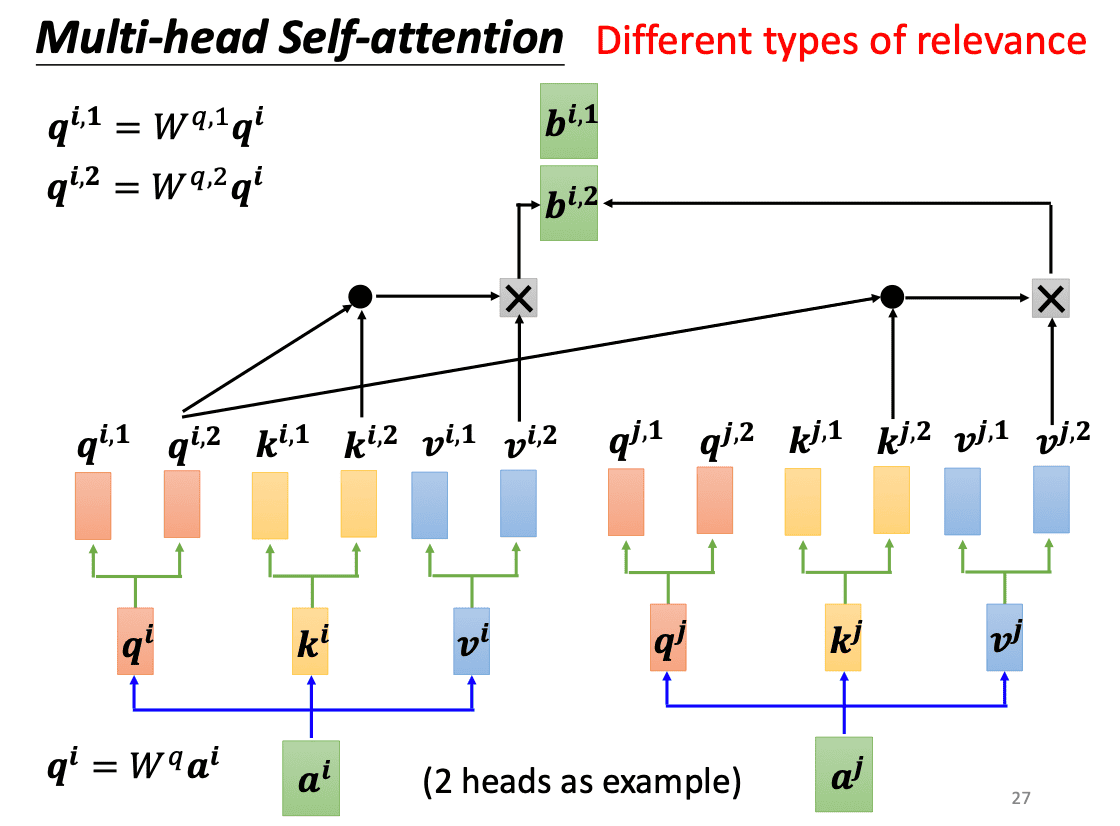 Multi-head Self-attention Different types of relevance
q^{i,1} = W^{q,1}q^i
q^{i,2} = W^{q,2}q^i
b^{i,1}
b^{i,2}
q^{i,1} q^{i,2} k^{i,1} k^{i,2} v^{i,1} v^{i,2} q^{j,1} q^{j,2} k^{j,1} k^{j,2} v^{j,1} v^{j,2}
q^i k^i v^i q^j k^j v^j
q^i = W^q a^i
a^i (2 heads as example) a^j
27